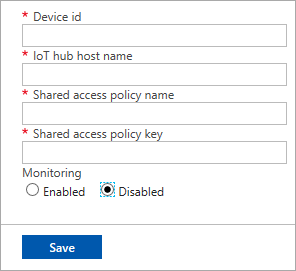 * Device id
* IoT hub host name
* Shared access policy name
* Shared access policy key
Monitoring
Enabled Disabled
Save